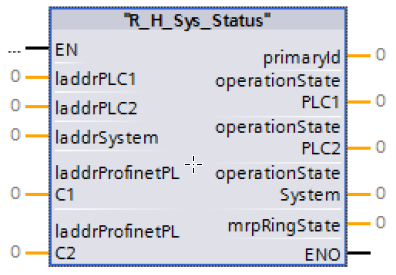 "R_H_Sys_Status"
... EN
0 laddrPLC1
0 laddrPLC2
0 laddrSystem
laddrProfinetPL
0 C1
laddrProfinetPL
0 C2
primaryId 0
operationState
PLC1 0
operationState
PLC2 0
operationState
System 0
mrpRingState 0
ENO